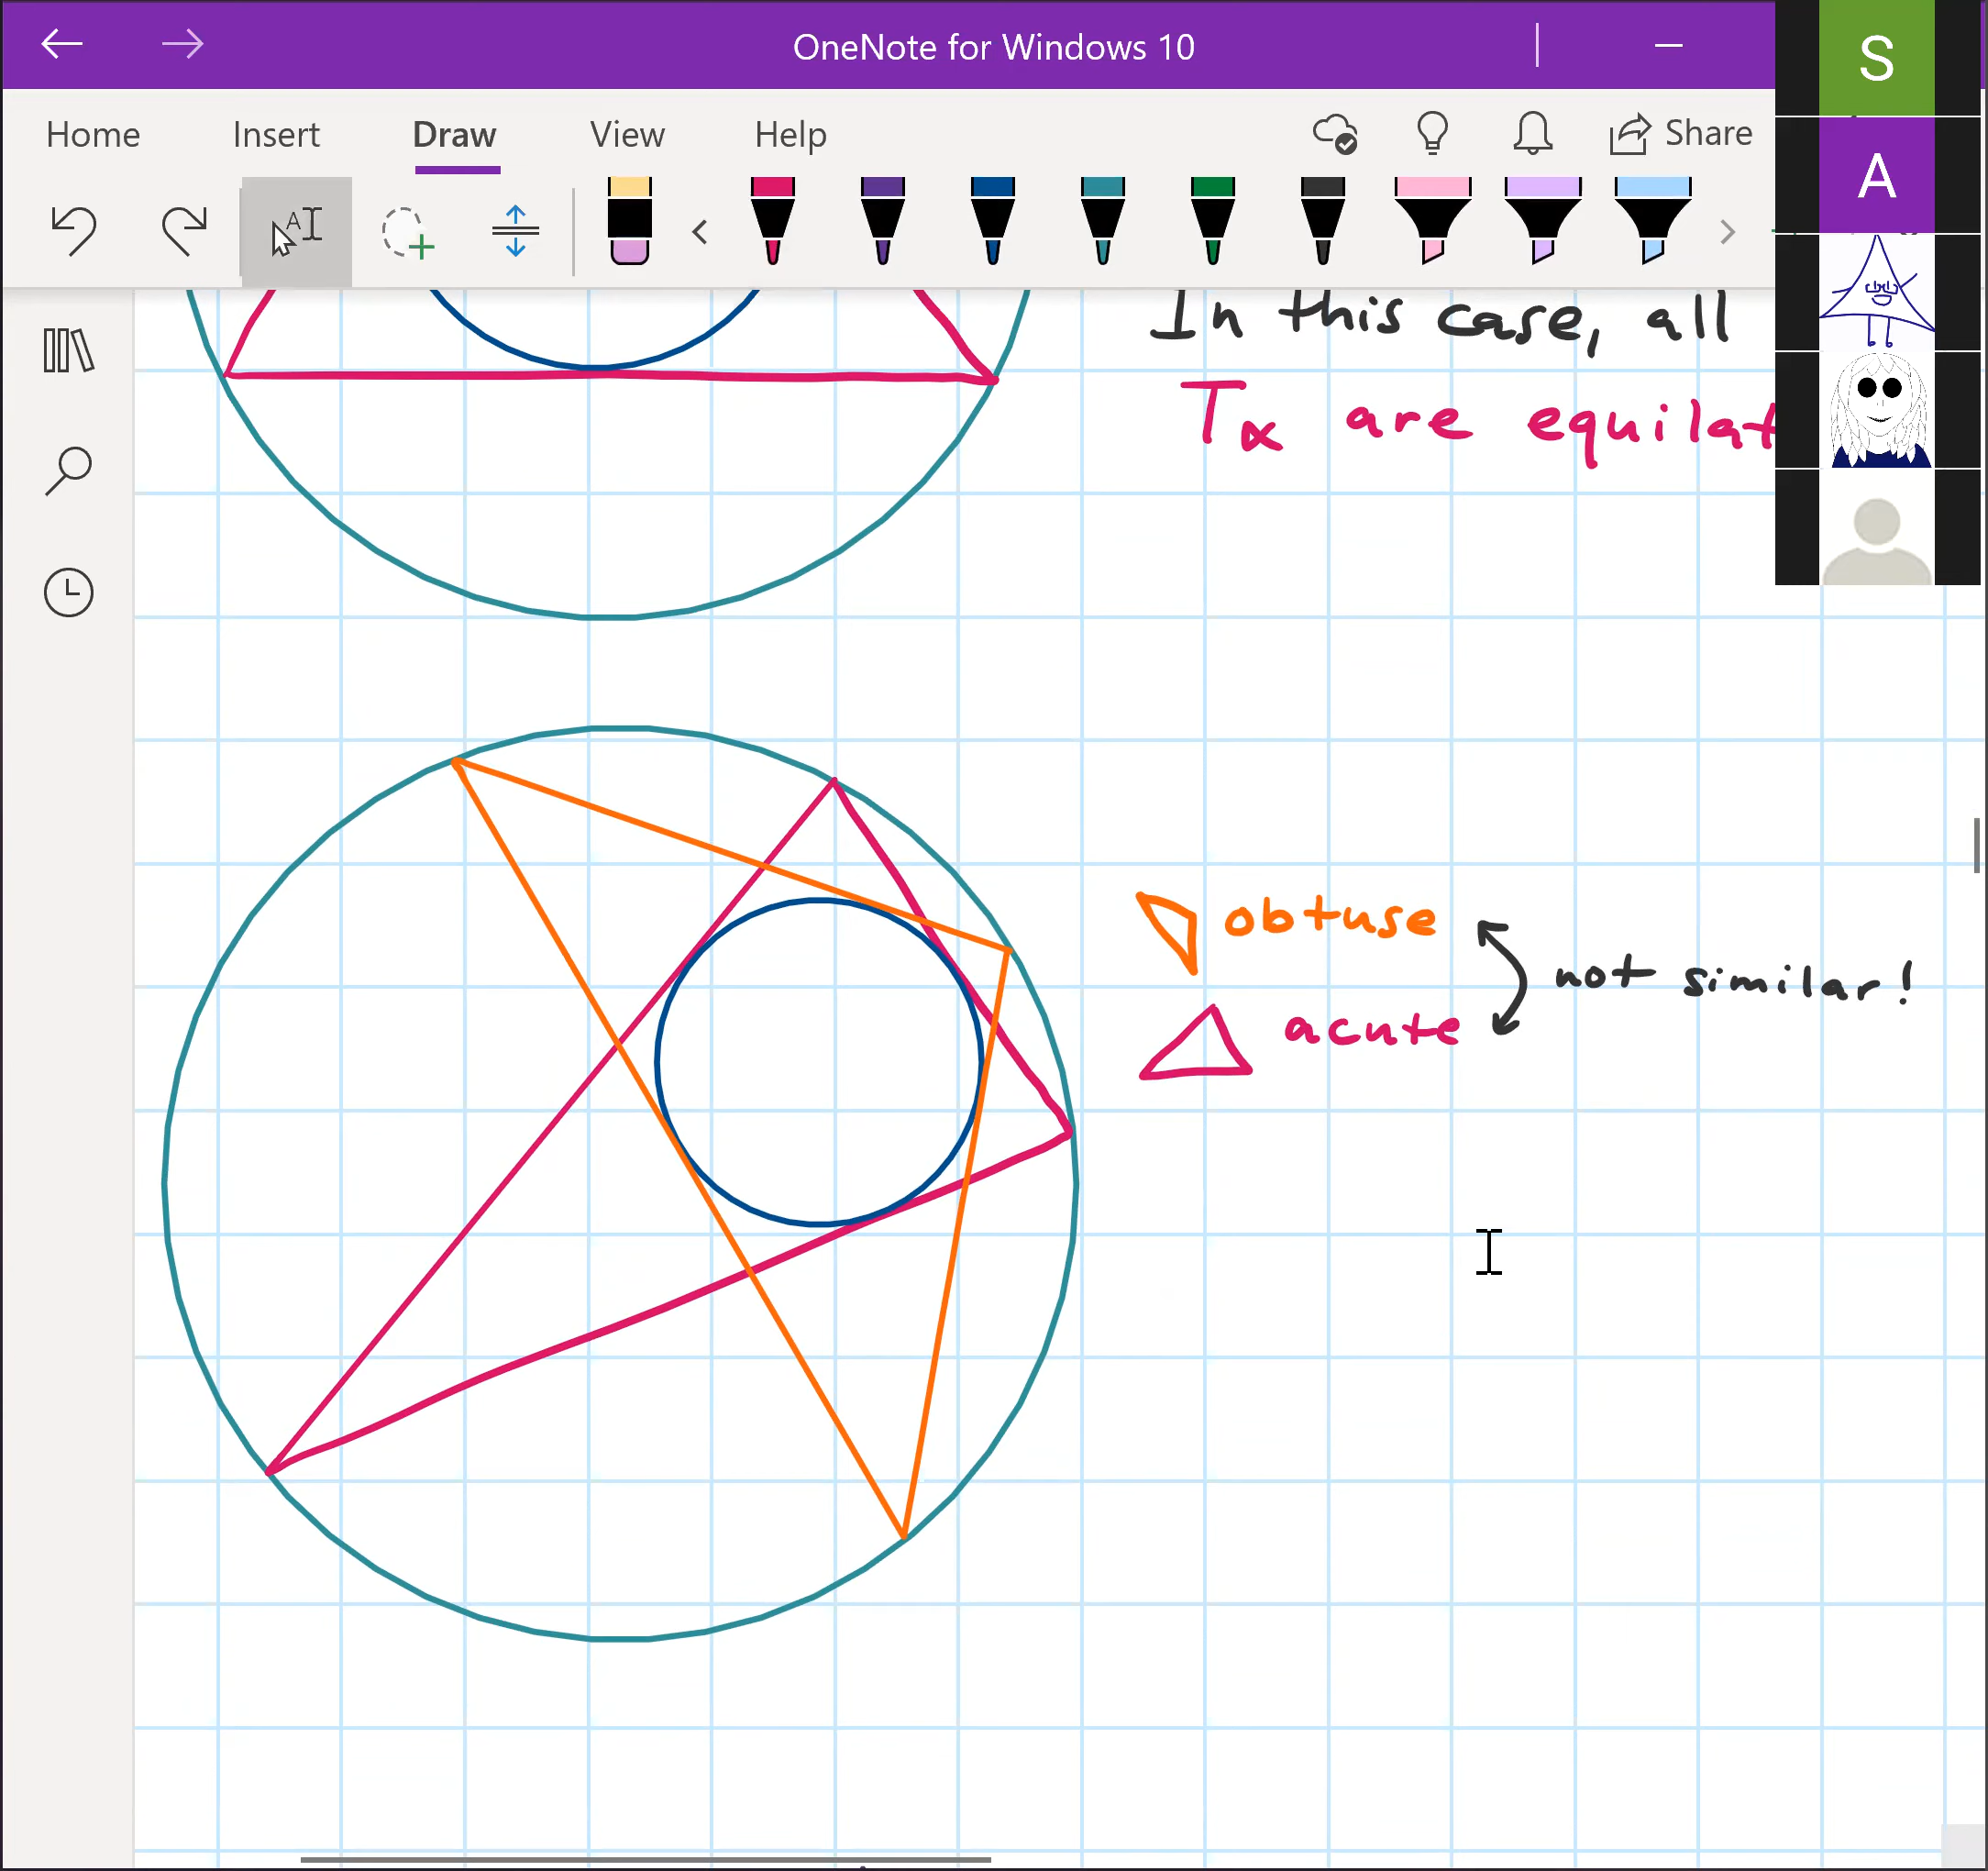 OneNote for Windows 10
S
Home Insert Draw View Help Share
A
In this case, all
Tα are equilat
obtuse
not similar!
acute